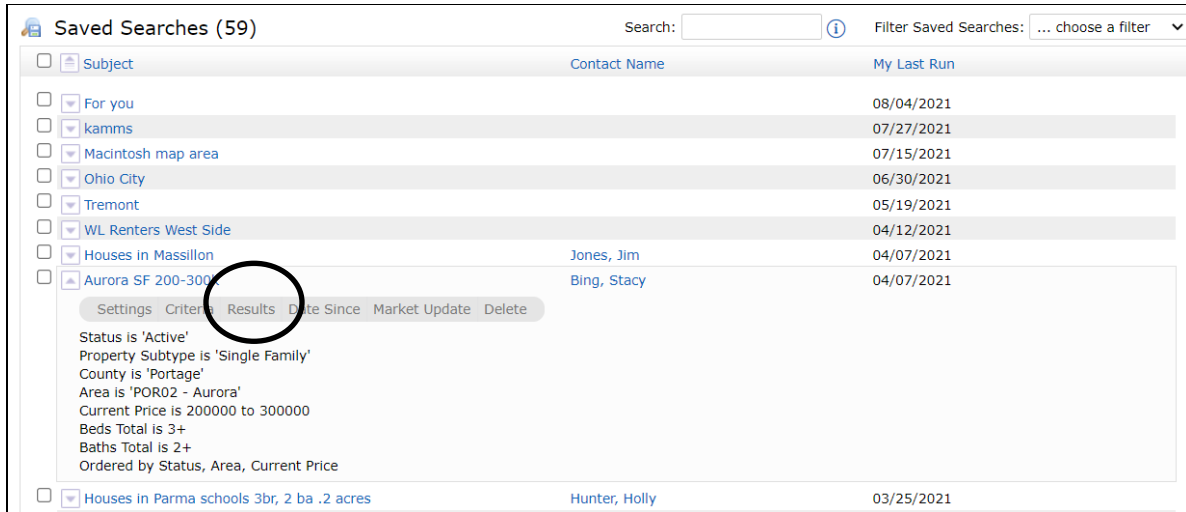 Saved Searches (59) Search: Filter Saved Searches: ... choose a filter
Subject Contact Name My Last Run
For you 08/04/2021
kamms 07/27/2021
Macintosh map area 07/15/2021
Ohio City 06/30/2021
Tremont 05/19/2021
WL Renters West Side 04/12/2021
Houses in Massillon Jones, Jim 04/07/2021
Aurora SF 200-300k Bing, Stacy 04/07/2021
Settings Criteria Results Date Since Market Update Delete
Status is 'Active'
Property Subtype is 'Single Family'
County is 'Portage'
Area is 'POR02 - Aurora'
Current Price is 200000 to 300000
Beds Total is 3+
Baths Total is 2+
Ordered by Status, Area, Current Price
Houses in Parma schools 3br, 2 ba .2 acres Hunter, Holly 03/25/2021